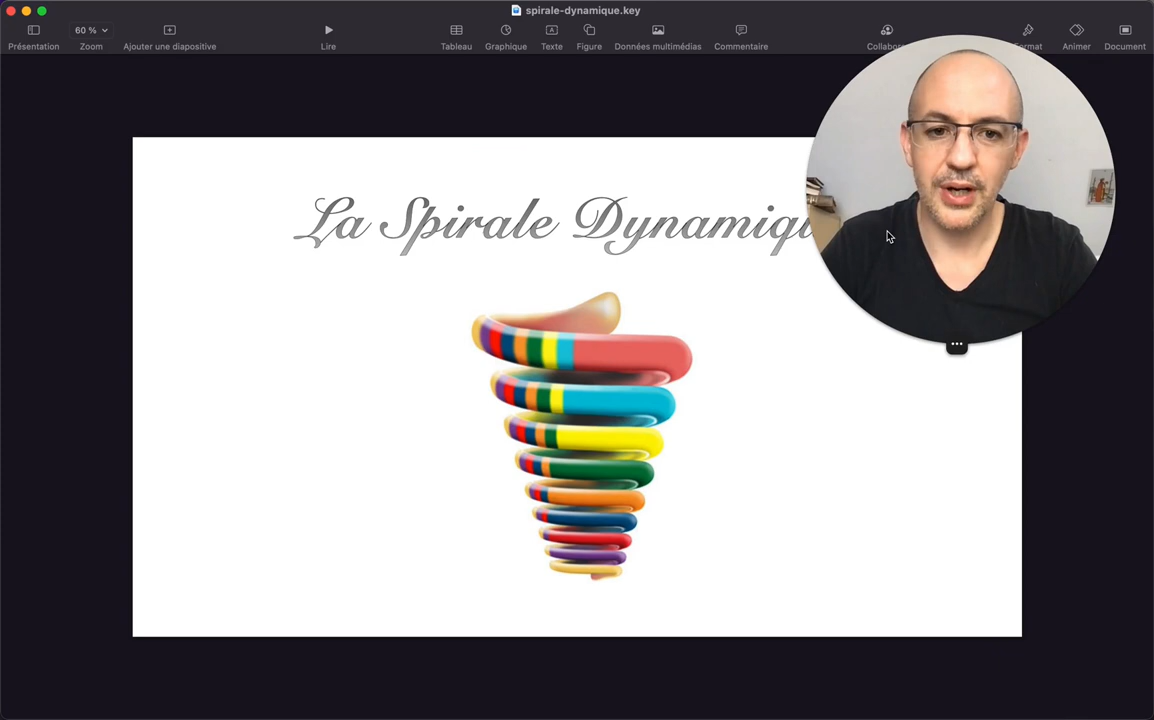 spirale-dynamique.key
60 %
Présentation Zoom Ajouter une diapositive Lire Tableau Graphique Texte Figure Données multimédias Commentaire Animer Document
La Spirale